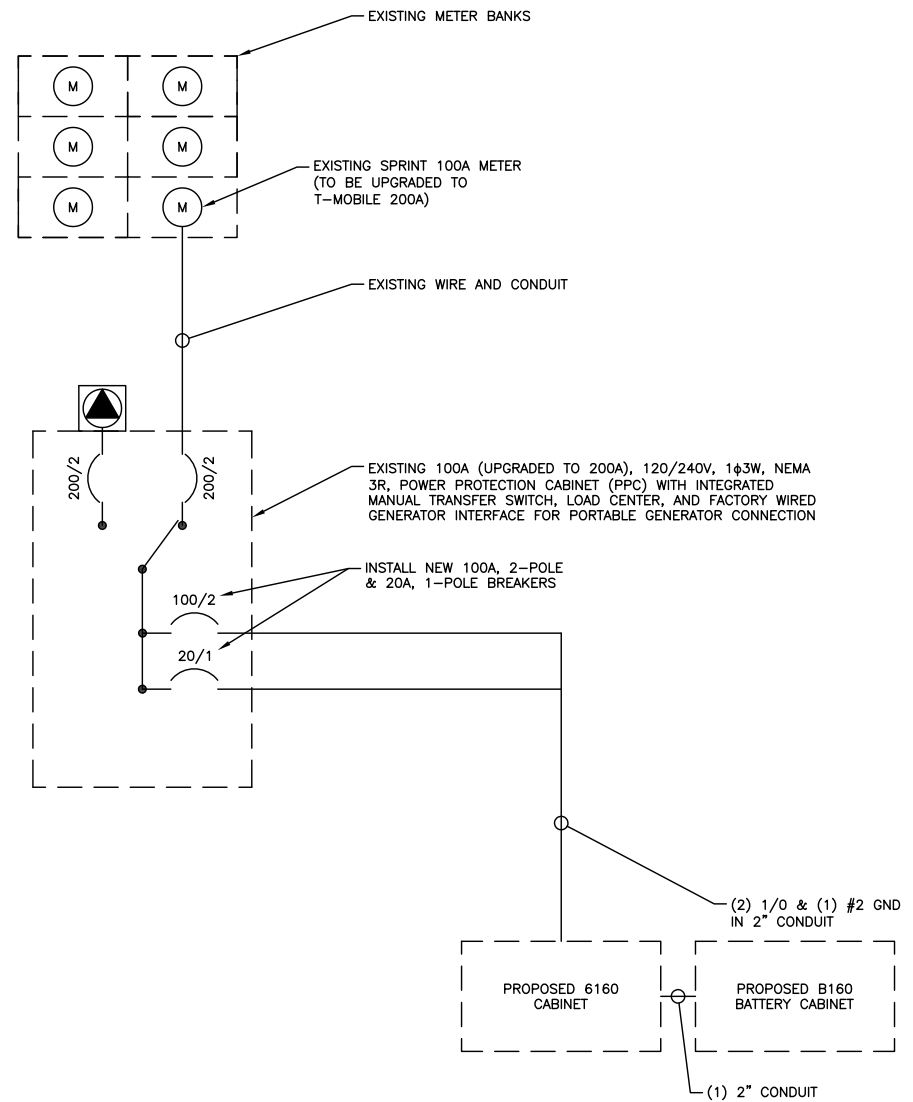 EXISTING METER BANKS
M
M
M
M
EXISTING SPRINT 100A METER
(TO BE UPGRADED TO
T-MOBILE 200A)
M
M
EXISTING WIRE AND CONDUIT
200/2
200/2
EXISTING 100A (UPGRADED TO 200A), 120/240V, 1ϕ3W, NEMA
3R, POWER PROTECTION CABINET (PPC) WITH INTEGRATED
MANUAL TRANSFER SWITCH, LOAD CENTER, AND FACTORY WIRED
GENERATOR INTERFACE FOR PORTABLE GENERATOR CONNECTION
INSTALL NEW 100A, 2-POLE
& 20A, 1-POLE BREAKERS
100/2
20/1
(2) 1/0 & (1) #2 GND
IN 2" CONDUIT
PROPOSED 6160
CABINET
PROPOSED B160
BATTERY CABINET
(1) 2" CONDUIT